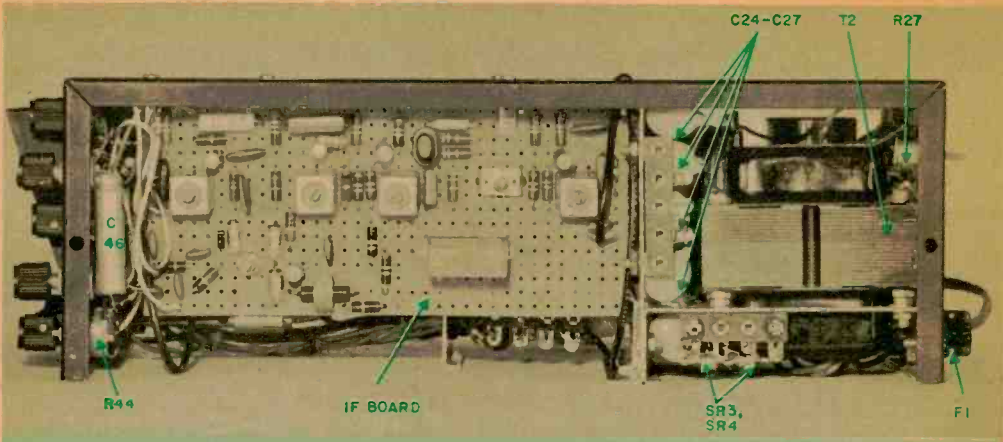 C24-C27
T2
R27
C
46
R44
IF BOARD
SR3,
SR4
F1